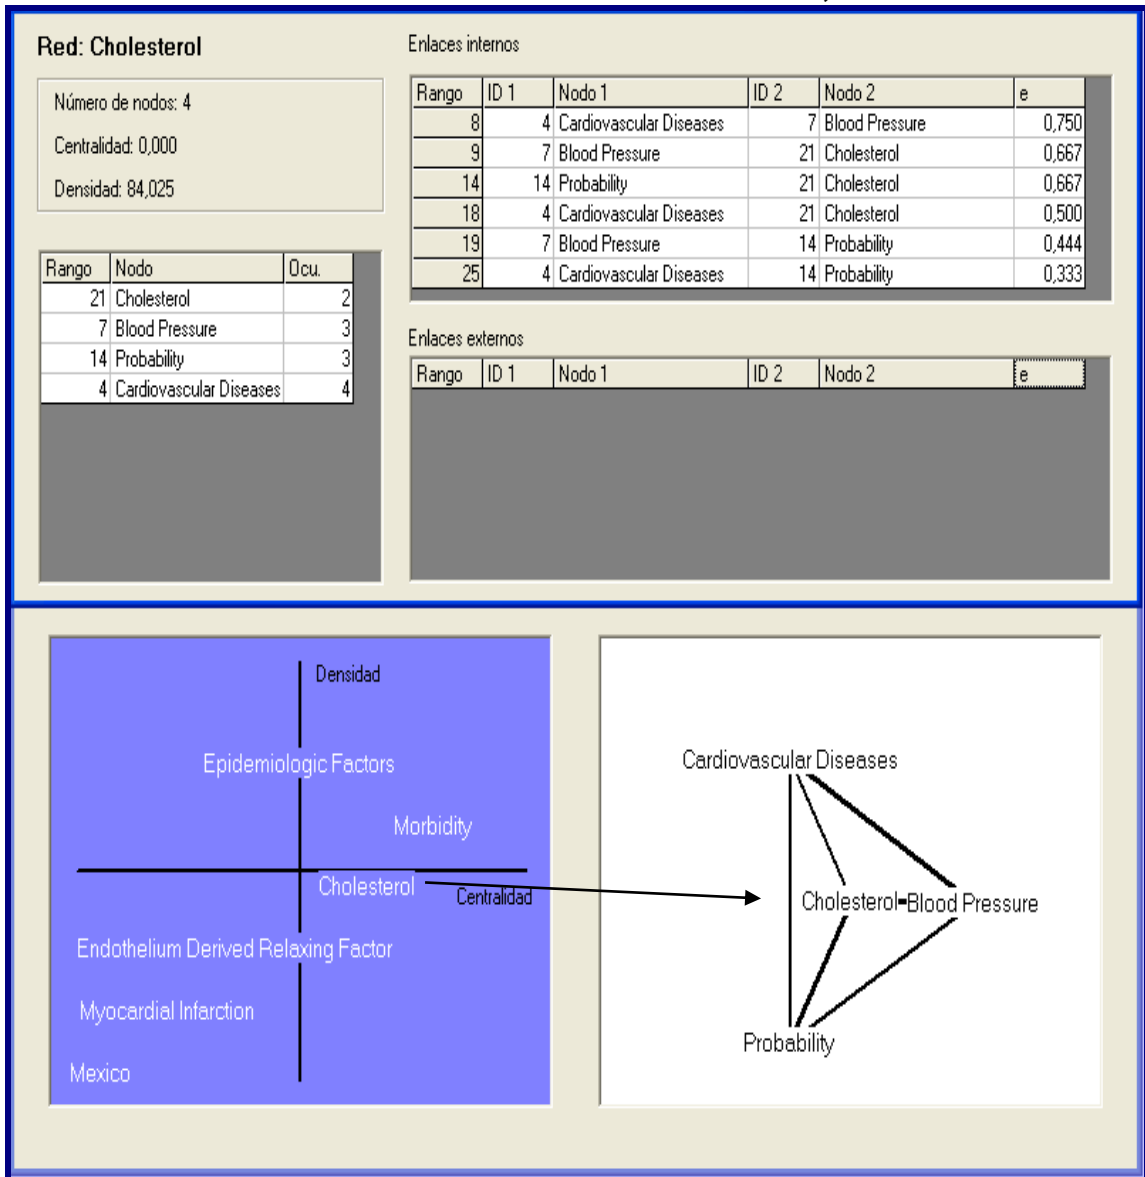 Red: Cholesterol
Número de nodos: 4
Centralidad: 0,000
Densidad: 84,025
Rango Nodo Ocu.
21 Cholesterol 2
7 Blood Pressure 3
14 Probability 3
4 Cardiovascular Diseases 4
Enlaces internos
Rango ID 1 Nodo 1 ID 2 Nodo 2 e
8 4 Cardiovascular Diseases 7 Blood Pressure 0,750
9 7 Blood Pressure 21 Cholesterol 0,667
14 14 Probability 21 Cholesterol 0,667
18 4 Cardiovascular Diseases 21 Cholesterol 0,500
19 7 Blood Pressure 14 Probability 0,444
25 4 Cardiovascular Diseases 14 Probability 0,333
Enlaces externos
Rango ID 1 Nodo 1 ID 2 Nodo 2 e
Densidad
Epidemiologic Factors
Morbidity
Cholesterol
Centralidad
Endothelium Derived Relaxing Factor
Myocardial Infarction
Mexico
Cardiovascular Diseases
Cholesterol Blood Pressure
Probability